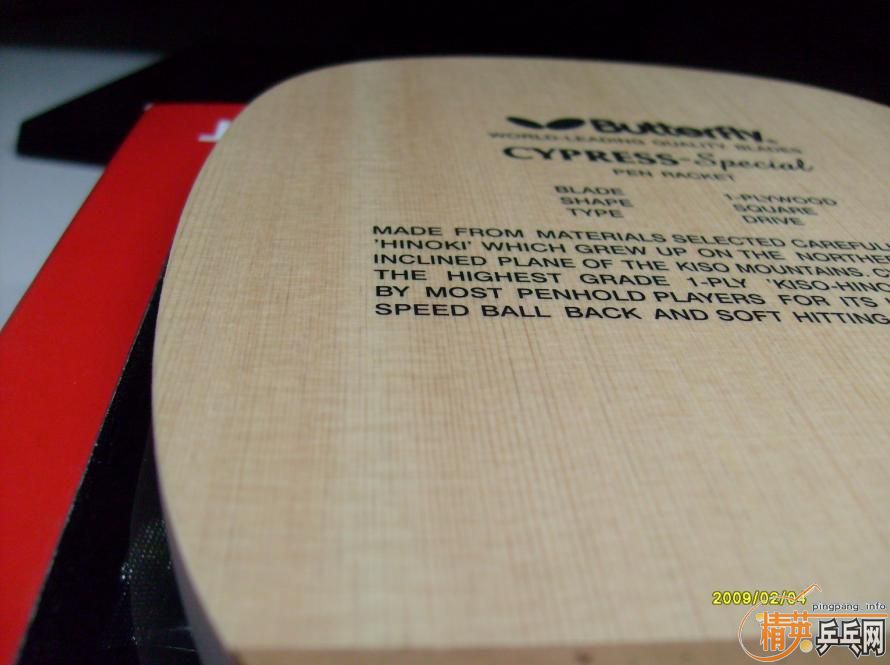 Butterfly
WORLD-LEADING QUALITY BLADES
CYPRESS-Special
PEN RACKET
BLADE 1-PLYWOOD
SHAPE SQUARE
TYPE DRIVE
MADE FROM MATERIALS SELECTED CAREFUL
'HINOKI' WHICH GREW UP ON THE NORTHER
INCLINED PLANE OF THE KISO MOUNTAINS. C
THE HIGHEST GRADE 1-PLY 'KISO-HINO
BY MOST PENHOLD PLAYERS FOR ITS
SPEED BALL BACK AND SOFT HITTING
2009/02/04
pingpang.info
精英乒乓网